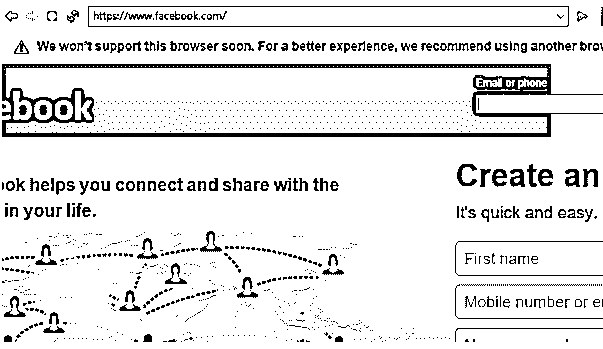 https://www.facebook.com/
We won't support this browser soon. For a better experience, we recommend using another brow
Email or phone
ebook
ook helps you connect and share with the
in your life.
Create an
It's quick and easy.
First name
Mobile number or e